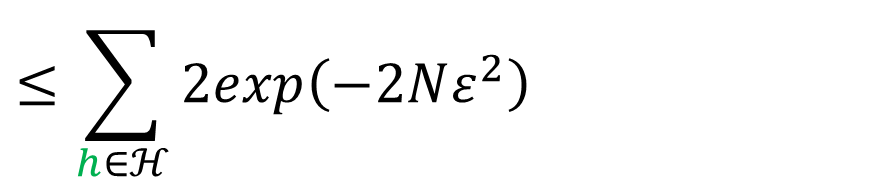 ≤ ∑ 2exp(−2Nε²)
h∈ℋ